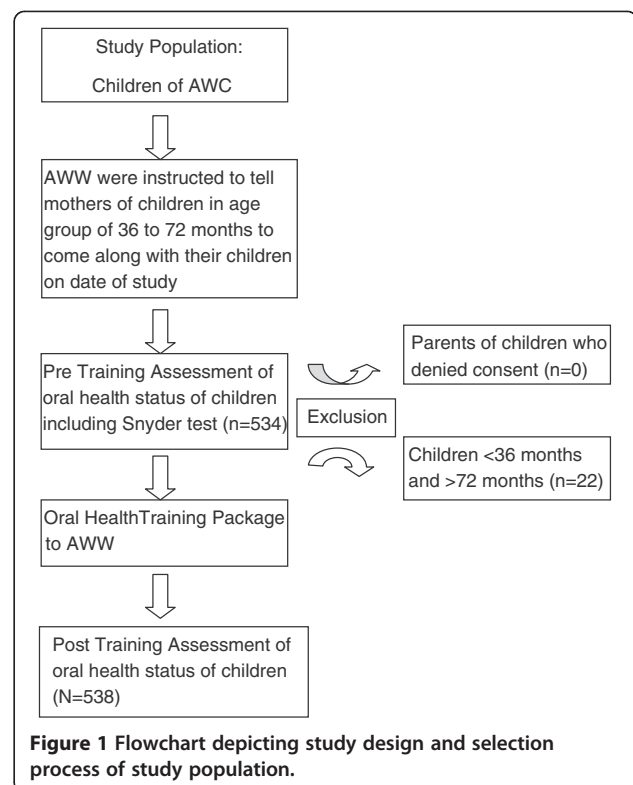 Study Population:
Children of AWC
AWW were instructed to tell
mothers of children in age
group of 36 to 72 months to
come along with their children
on date of study
Pre Training Assessment of
oral health status of children
including Snyder test (n=534)
Parents of children who
denied consent (n=0)
Exclusion
Children <36 months
and >72 months (n=22)
Oral HealthTraining Package
to AWW
Post Training Assessment of
oral health status of children
(N=538)
Figure 1 Flowchart depicting study design and selection
process of study population.